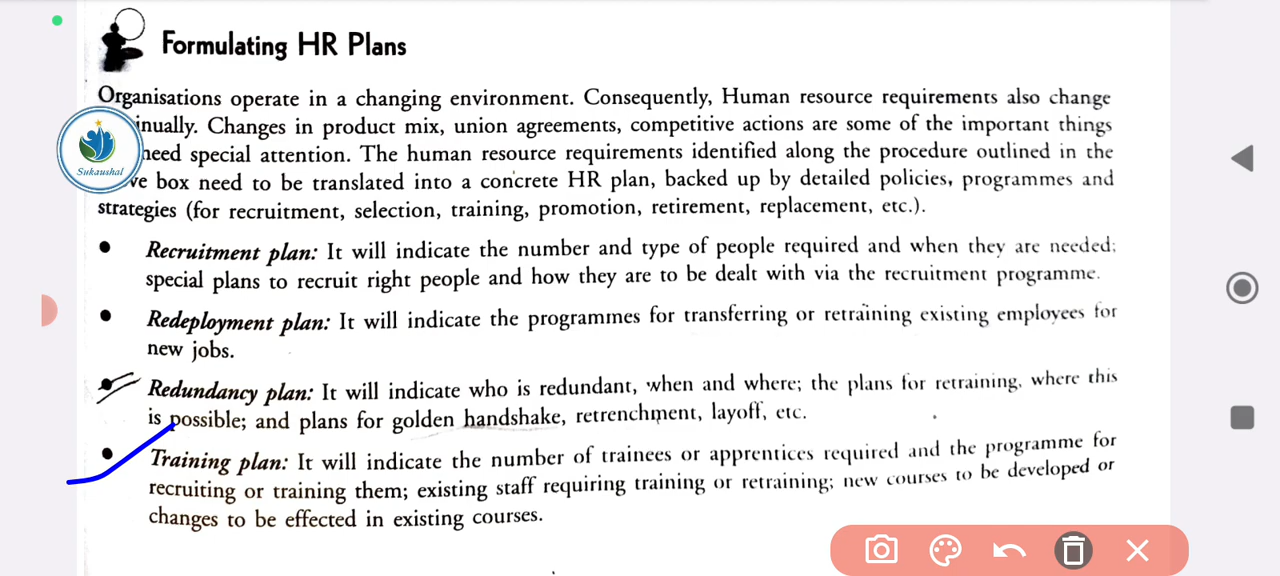 Formulating HR Plans
Organisations operate in a changing environment. Consequently, Human resource requirements also change
inually. Changes in product mix, union agreements, competitive actions are some of the important things
need special attention. The human resource requirements identified along the procedure outlined in the
Sukaushal
ve box need to be translated into a concrete HR plan, backed up by detailed policies, programmes and
strategies (for recruitment, selection, training, promotion, retirement, replacement, etc.).
• Recruitment plan: It will indicate the number and type of people required and when they are needed;
special plans to recruit right people and how they are to be dealt with via the recruitment programme.
• Redeployment plan: It will indicate the programmes for transferring or retraining existing employees for
new jobs.
• Redundancy plan: It will indicate who is redundant, when and where; the plans for retraining, where this
is possible; and plans for golden handshake, retrenchment, layoff, etc.
• Training plan: It will indicate the number of trainees or apprentices required and the programme for
recruiting or training them; existing staff requiring training or retraining; new courses to be developed or
changes to be effected in existing courses.